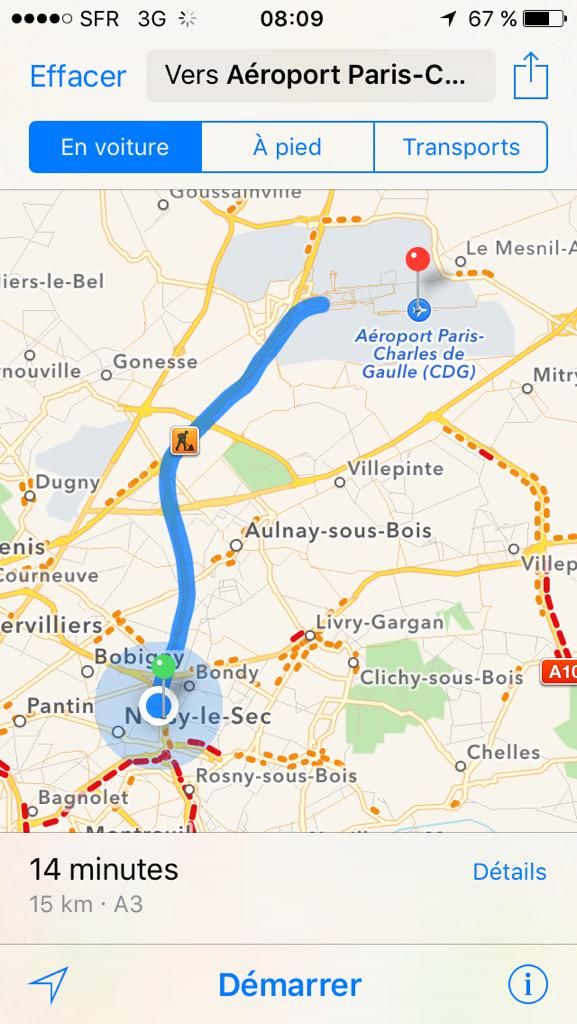 SFR 3G 08:09 67 %
Effacer
Vers Aéroport Paris-C...
En voiture
À pied
Transports
Goussainville
Le Mesnil-A
liers-le-Bel
Aéroport Paris-
Charles de
Gaulle (CDG)
Gonesse
nouville
Mitry
Villepinte
Dugny
Aulnay-sous-Bois
enis
Courneuve
Villep
ervilliers
Livry-Gargan
Bobigny
Bondy
Clichy-sous-Bois
A10
Pantin
Noisy-le-Sec
Chelles
Rosny-sous-Bois
Bagnolet
Montreuil
14 minutes
Détails
15 km · A3
Démarrer